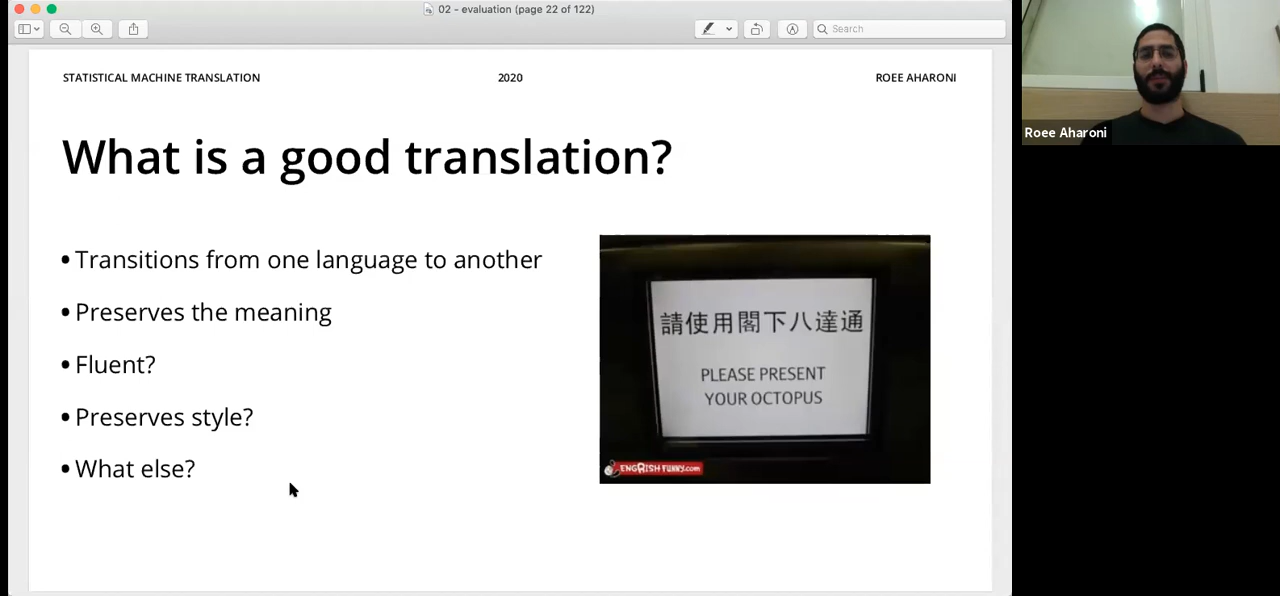 02 - evaluation (page 22 of 122)
Search
STATISTICAL MACHINE TRANSLATION
2020
ROEE AHARONI
What is a good translation?
• Transitions from one language to another
• Preserves the meaning
• Fluent?
• Preserves style?
• What else?
請使用閣下八達通
PLEASE PRESENT
YOUR OCTOPUS
ENGRISH-FUNNY.com
Roee Aharoni